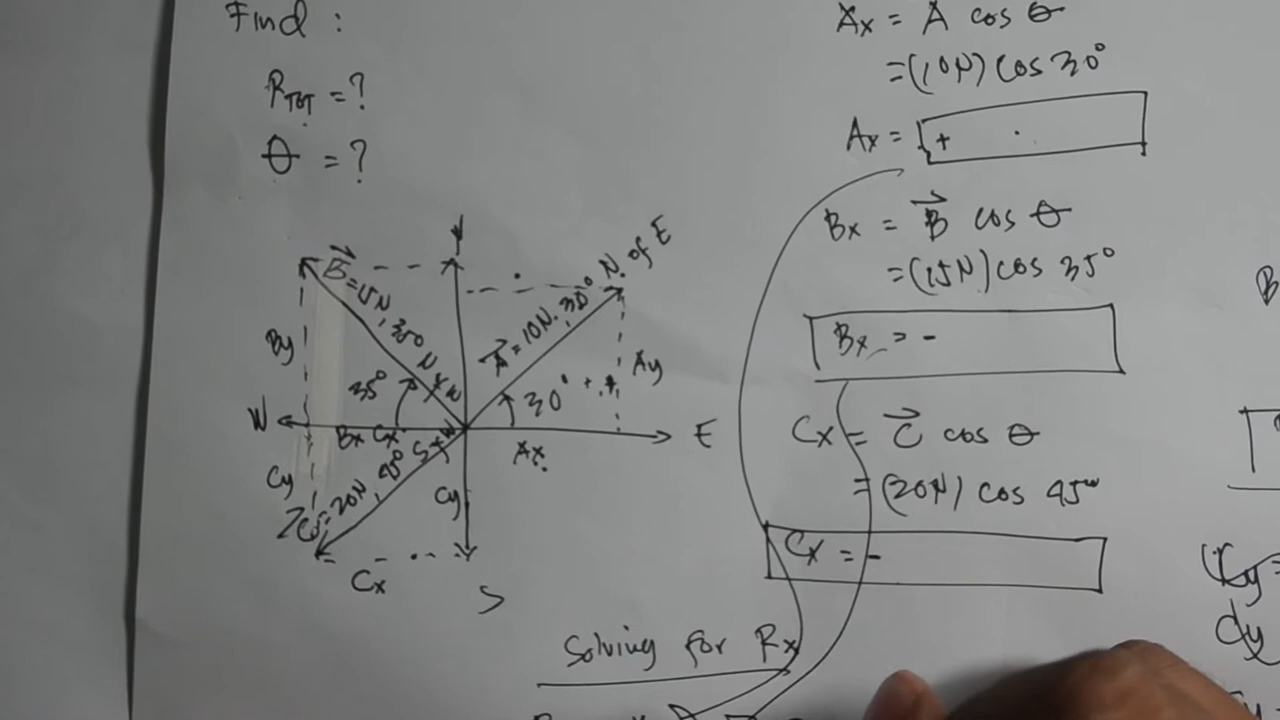 Find :
R_TOT = ?
θ = ?
N
B⃗ = 15N, 35° N of W
A⃗ = 10N, 30° N. of E
By
35°
30°
Ay
W
Bx Cx
Ax
E
Cy
C = 20N, 45° S of W
Cy
Cx
S
Ax = A cos θ
= (10N) cos 30°
Ax = +
Bx = B⃗ cos θ
= (15N) cos 35°
Bx = -
Cx = C⃗ cos θ
= (20N) cos 45°
Cx = -
Solving for Rx
B
Cy =